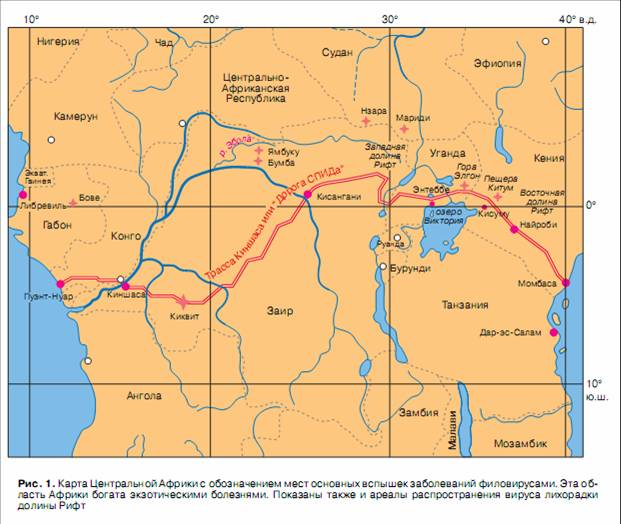 10° 20° 30° 40° в.д.
Нигерия
Чад
Судан
Эфиопия
Центрально-
Африканская
Республика
Камерун
Нзара
Мариди
р. Эбола
Ямбуку
Бумба
Западная
долина
Рифт
Уганда
Кения
Гора
Элгон
Пещера
Китум
Восточная
долина
Рифт
Экват.
Гвинея
Либревиль
Бове
Габон
Конго
Кисангани
Энтеббе
озеро
Виктория
Кисуму
0°
Найроби
Трасса Киншаса или "Дорога СПИДа"
Руанда
Бурунди
Момбаса
Пуэнт-Нуар
Киншаса
Киквит
Заир
Танзания
Дар-эс-Салам
10°
ю.ш.
Ангола
Замбия
Малави
Мозамбик
Рис. 1. Карта Центральной Африки с обозначением мест основных вспышек заболеваний филовирусами. Эта об-
ласть Африки богата экзотическими болезнями. Показаны также и ареалы распространения вируса лихорадки
долины Рифт